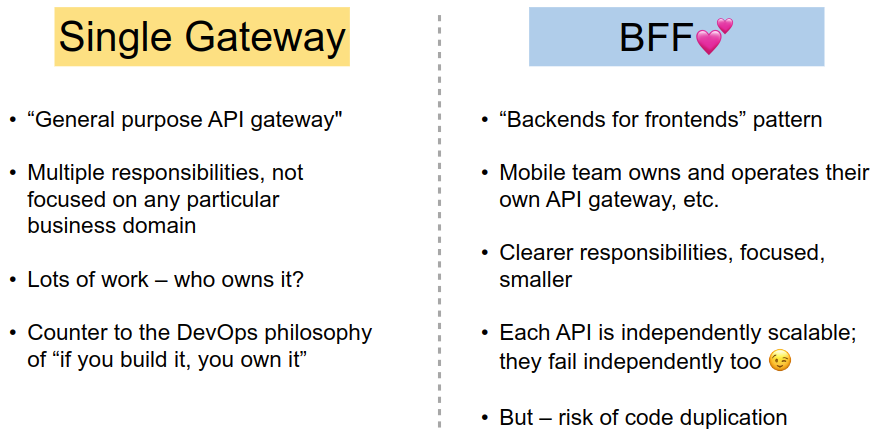 Single Gateway
• “General purpose API gateway"
• Multiple responsibilities, not
focused on any particular
business domain
• Lots of work – who owns it?
• Counter to the DevOps philosophy
of “if you build it, you own it”
BFF💕
• “Backends for frontends” pattern
• Mobile team owns and operates their
own API gateway, etc.
• Clearer responsibilities, focused,
smaller
• Each API is independently scalable;
they fail independently too 😉
• But – risk of code duplication